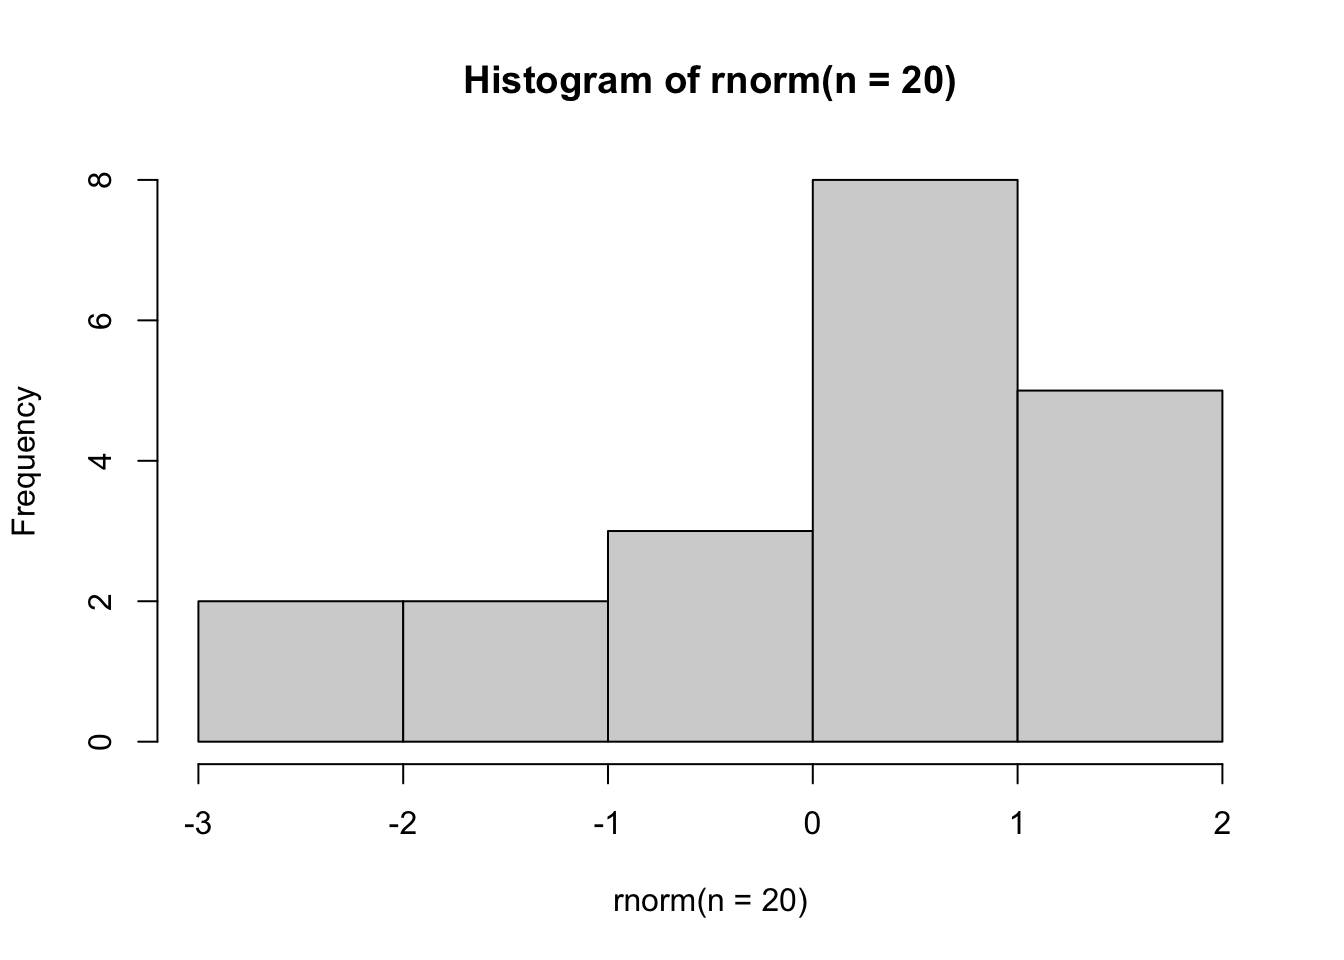 Histogram of rnorm(n = 20)
Frequency
8
6
4
2
0
-3 -2 -1 0 1 2
rnorm(n = 20)